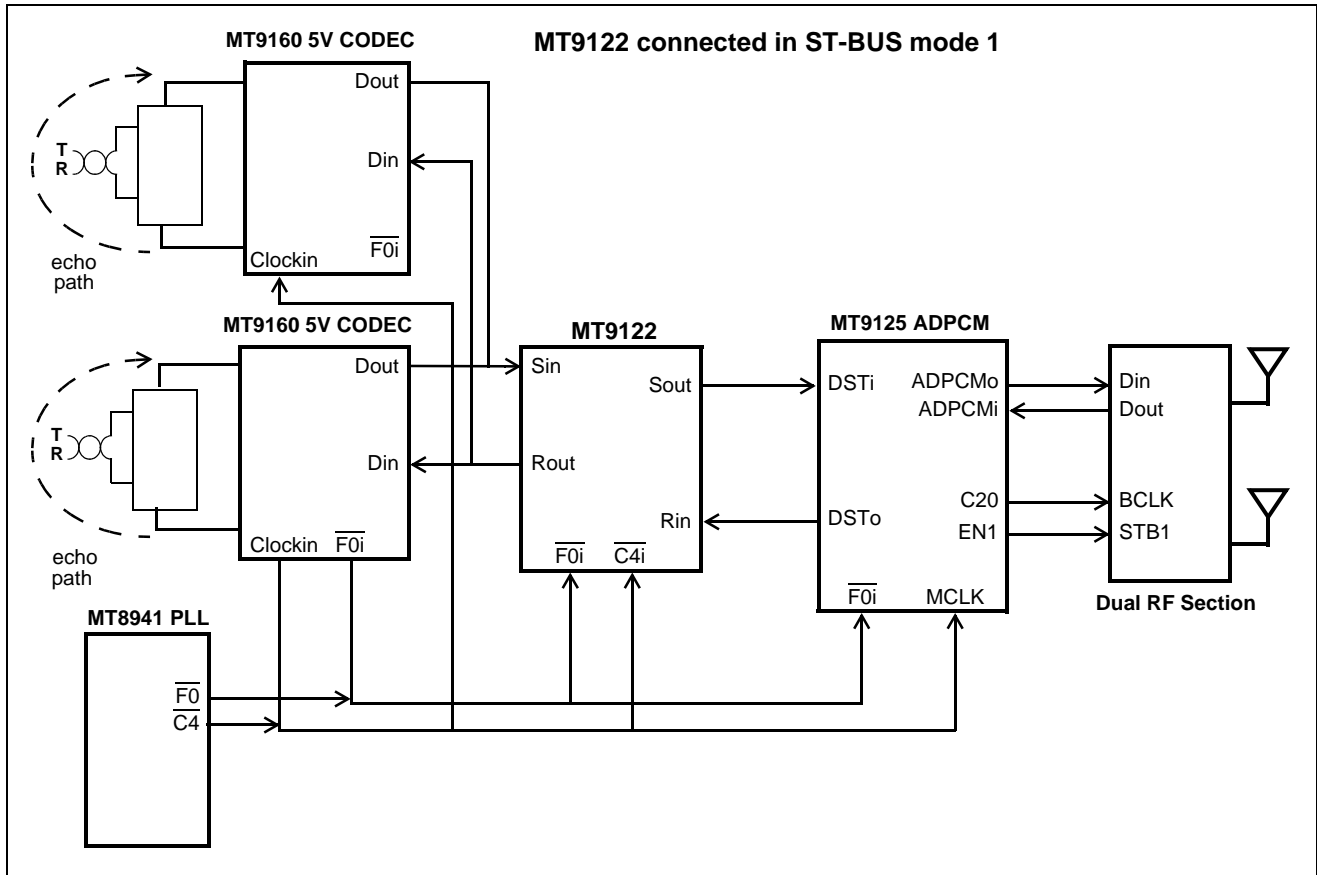 MT9160 5V CODEC
MT9122 connected in ST-BUS mode 1
Dout
Din
F0i
Clockin
T
R
echo
path
MT9160 5V CODEC
Dout
Din
Clockin F0i
T
R
echo
path
MT9122
Sin
Sout
Rout
Rin
F0i C4i
MT9125 ADPCM
DSTi ADPCMo
ADPCMi
C20
DSTo EN1
F0i MCLK
Din
Dout
BCLK
STB1
Dual RF Section
MT8941 PLL
F0
C4